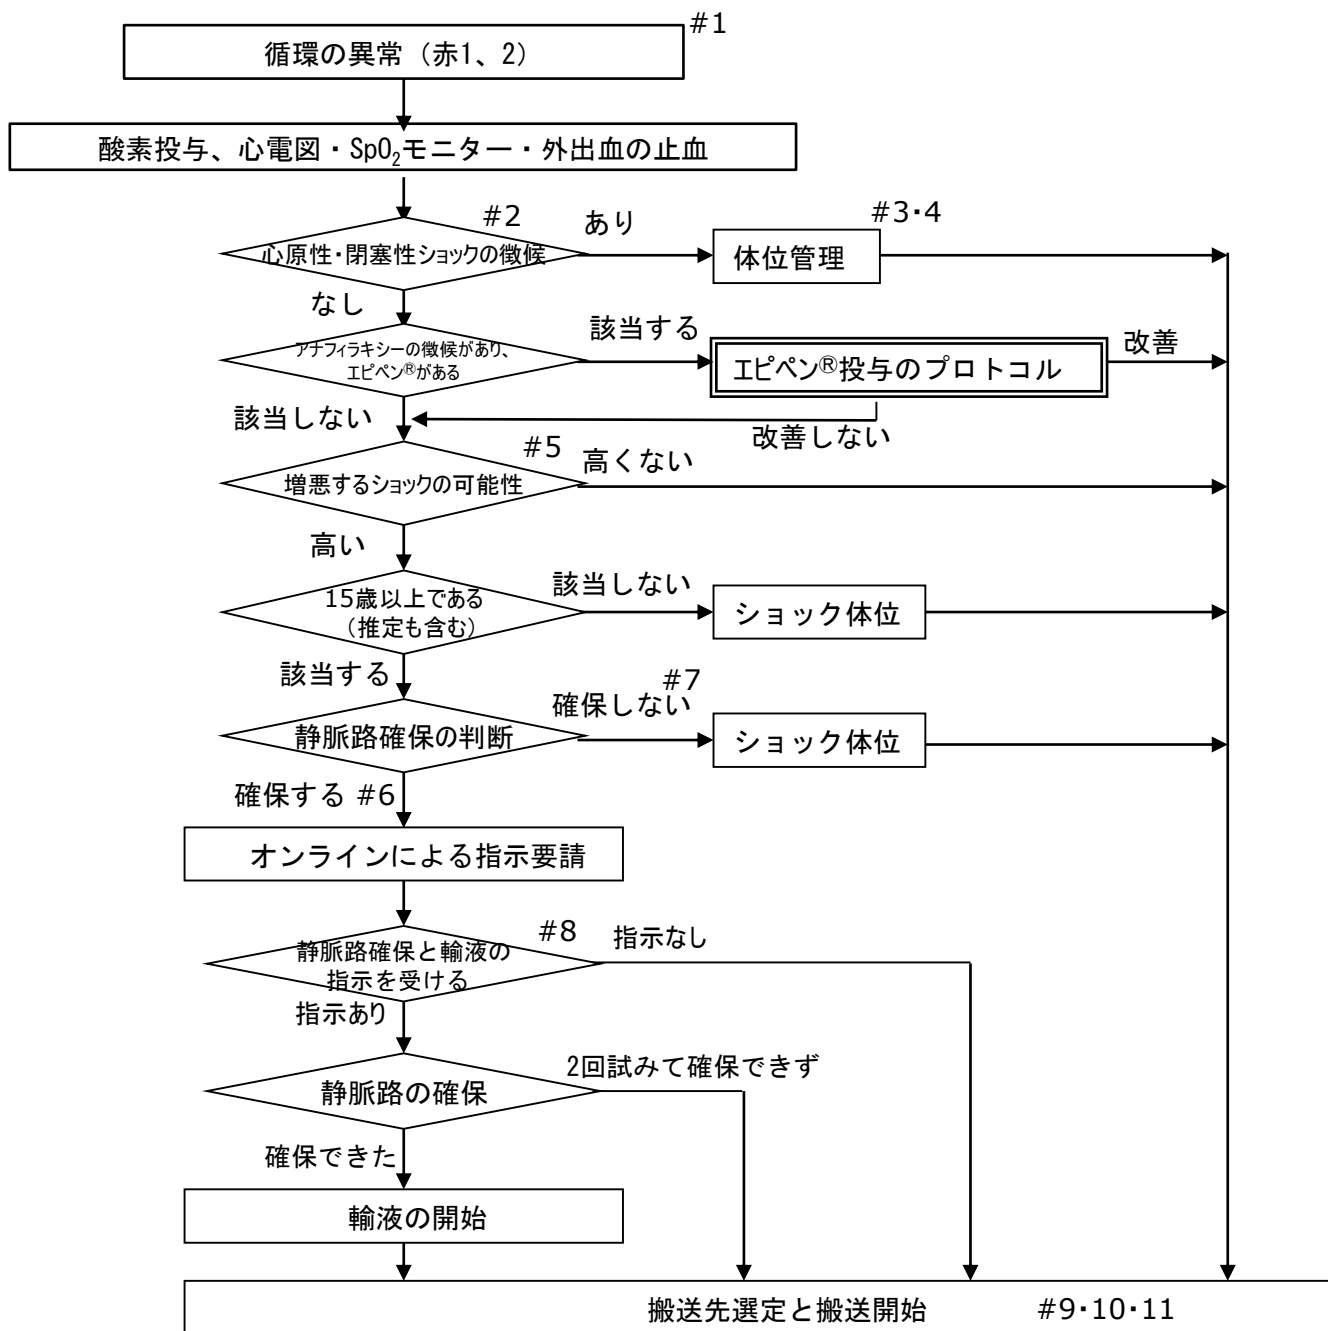 #1
循環の異常（赤1、2）
酸素投与、心電図・SpO₂モニター・外出血の止血
#2
あり
#3・4
心原性・閉塞性ショックの徴候
体位管理
なし
該当する
改善
アナフィラキシーの徴候があり、
エピペン®がある
エピペン®投与のプロトコル
該当しない
改善しない
#5
高くない
増悪するショックの可能性
高い
該当しない
15歳以上である
（推定も含む）
ショック体位
該当する
#7
確保しない
静脈路確保の判断
ショック体位
確保する #6
オンラインによる指示要請
#8
指示なし
静脈路確保と輸液の
指示を受ける
指示あり
2回試みて確保できず
静脈路の確保
確保できた
輸液の開始
搬送先選定と搬送開始 #9・10・11